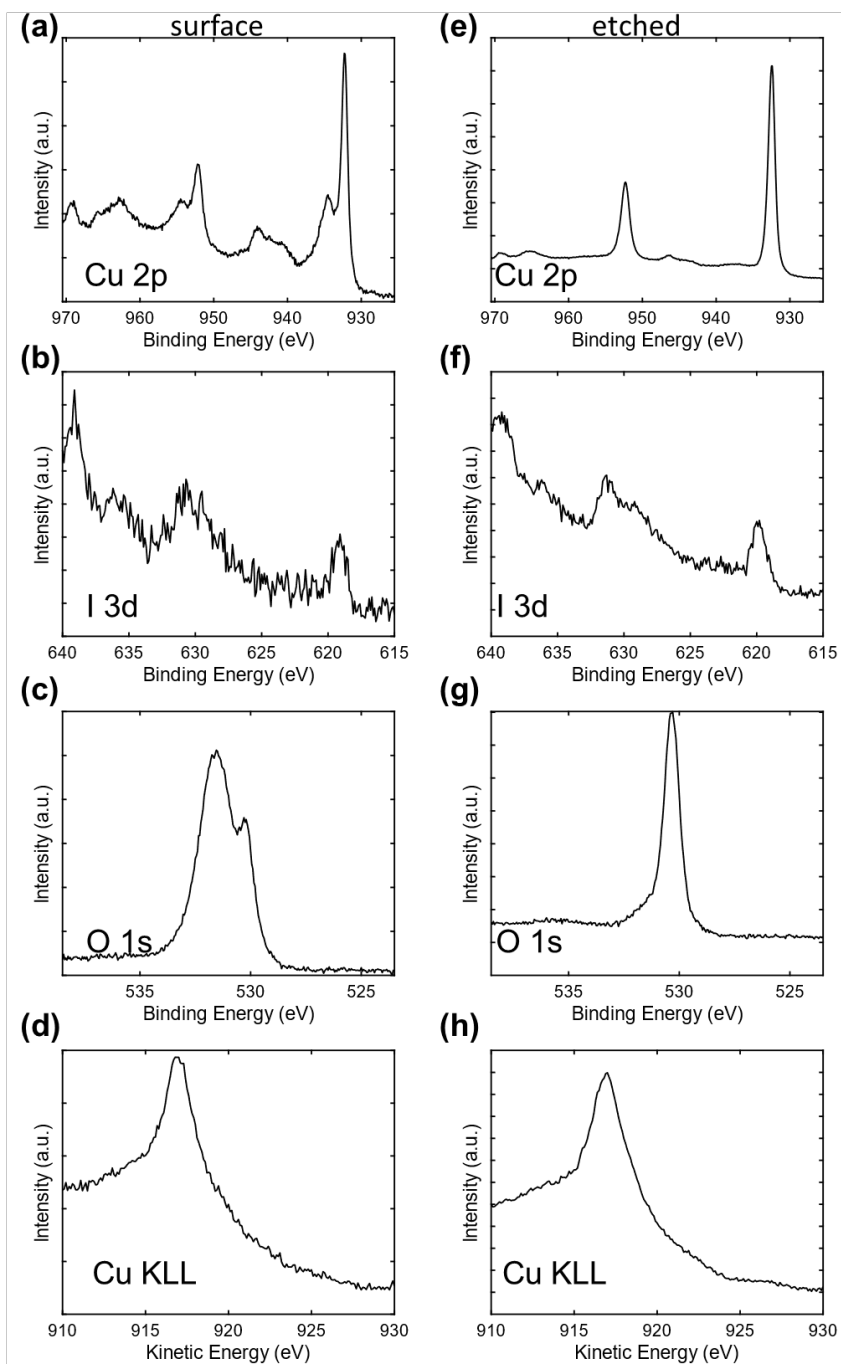 (a) surface
Intensity (a.u.)
Cu 2p
970 960 950 940 930
Binding Energy (eV)
(e) etched
Intensity (a.u.)
Cu 2p
970 960 950 940 930
Binding Energy (eV)
(b)
Intensity (a.u.)
I 3d
640 635 630 625 620 615
Binding Energy (eV)
(f)
Intensity (a.u.)
I 3d
640 635 630 625 620 615
Binding Energy (eV)
(c)
Intensity (a.u.)
O 1s
535 530 525
Binding Energy (eV)
(g)
Intensity (a.u.)
O 1s
535 530 525
Binding Energy (eV)
(d)
Intensity (a.u.)
Cu KLL
910 915 920 925 930
Kinetic Energy (eV)
(h)
Intensity (a.u.)
Cu KLL
910 915 920 925 930
Kinetic Energy (eV)